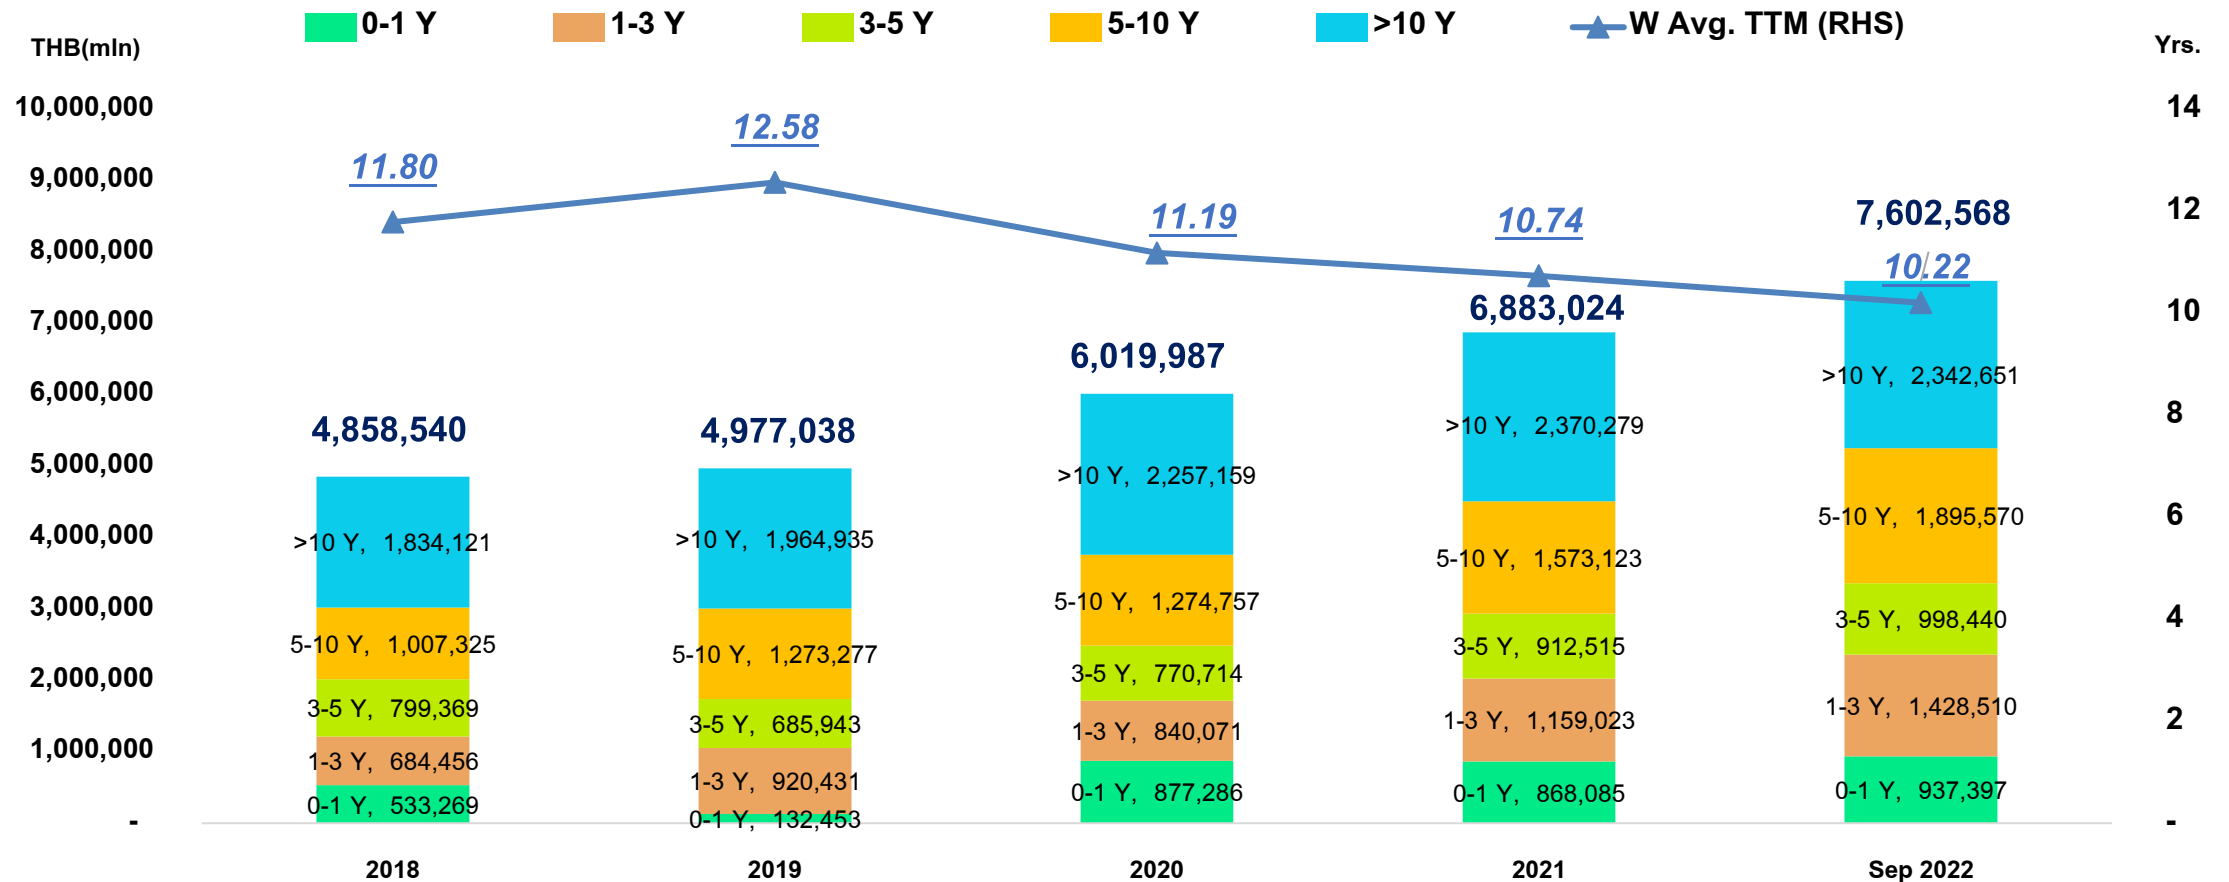 0-1 Y 1-3 Y 3-5 Y 5-10 Y >10 Y W Avg. TTM (RHS)
THB(mln) Yrs.
10,000,000
9,000,000
8,000,000
7,000,000
6,000,000
5,000,000
4,000,000
3,000,000
2,000,000
1,000,000
-
11.80
4,858,540
>10 Y, 1,834,121
5-10 Y, 1,007,325
3-5 Y, 799,369
1-3 Y, 684,456
0-1 Y, 533,269
12.58
4,977,038
>10 Y, 1,964,935
5-10 Y, 1,273,277
3-5 Y, 685,943
1-3 Y, 920,431
0-1 Y, 132,453
11.19
6,019,987
>10 Y, 2,257,159
5-10 Y, 1,274,757
3-5 Y, 770,714
1-3 Y, 840,071
0-1 Y, 877,286
10.74
6,883,024
>10 Y, 2,370,279
5-10 Y, 1,573,123
3-5 Y, 912,515
1-3 Y, 1,159,023
0-1 Y, 868,085
7,602,568
10.22
>10 Y, 2,342,651
5-10 Y, 1,895,570
3-5 Y, 998,440
1-3 Y, 1,428,510
0-1 Y, 937,397
14
12
10
8
6
4
2
-
2018 2019 2020 2021 Sep 2022